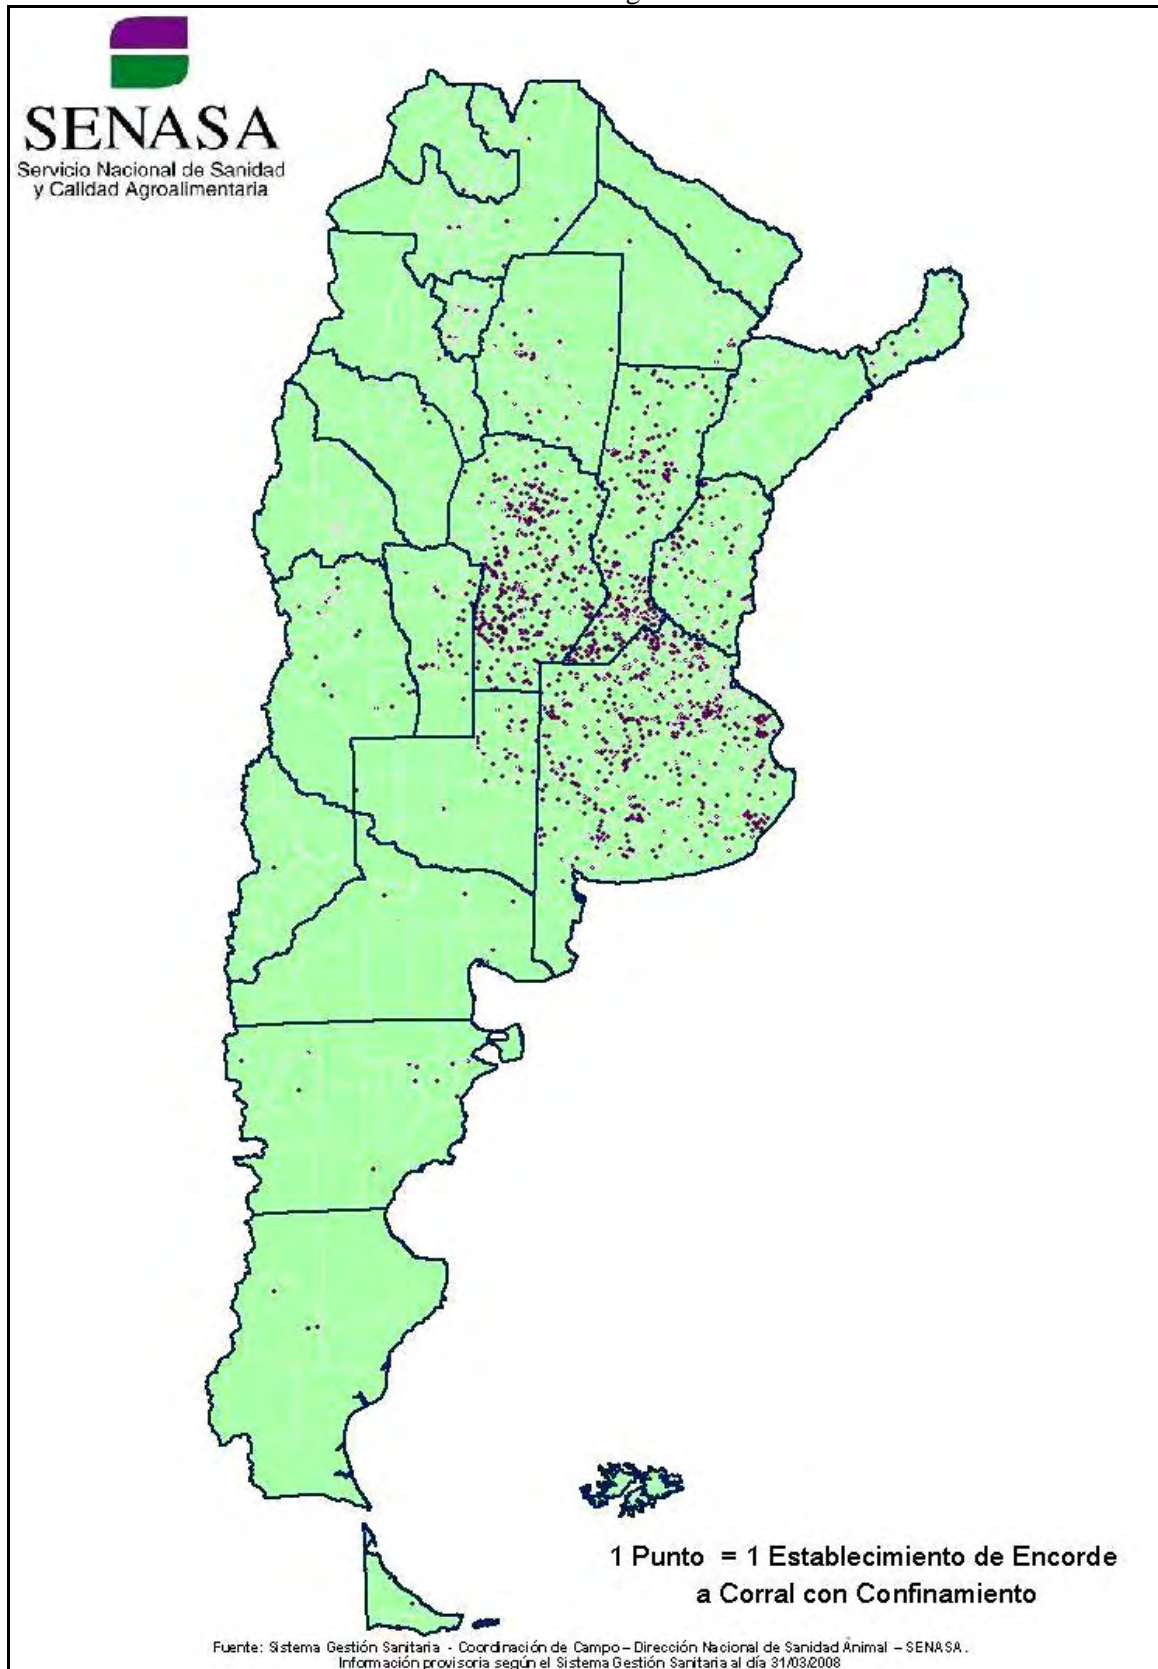 SENASA
Servicio Nacional de Sanidad
y Calidad Agroalimentaria
1 Punto = 1 Establecimiento de Encorde
a Corral con Confinamiento
Fuente: Sistema Gestión Sanitaria - Coordinación de Campo – Dirección Nacional de Sanidad Animal – SENASA.
Información provisoria según el Sistema Gestión Sanitaria al día 31/03/2008